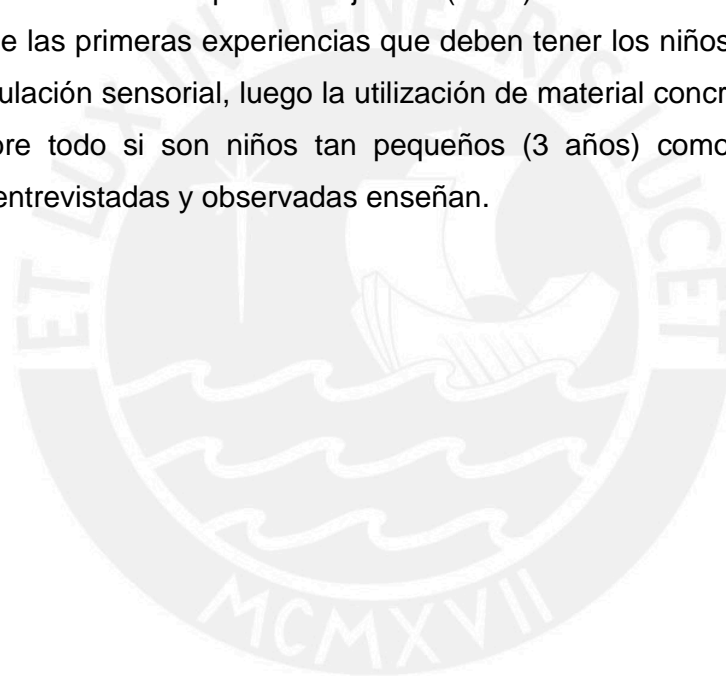 e las primeras experiencias que deben tener los niños
ulación sensorial, luego la utilización de material concr
ore todo si son niños tan pequeños (3 años) como
entrevistadas y observadas enseñan.
ET LUX IN TENEBRIS LUCET
MCMXVII